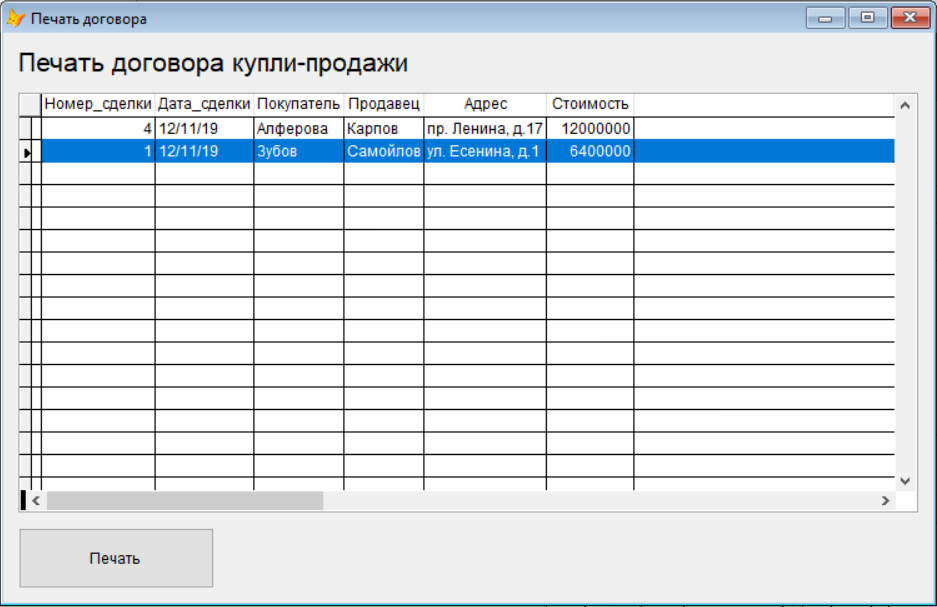 Печать договора
Печать договора купли-продажи
Номер_сделки Дата_сделки Покупатель Продавец Адрес Стоимость
4 12/11/19 Алферова Карпов пр. Ленина, д.17 12000000
1 12/11/19 Зубов Самойлов ул. Есенина, д.1 6400000
Печать